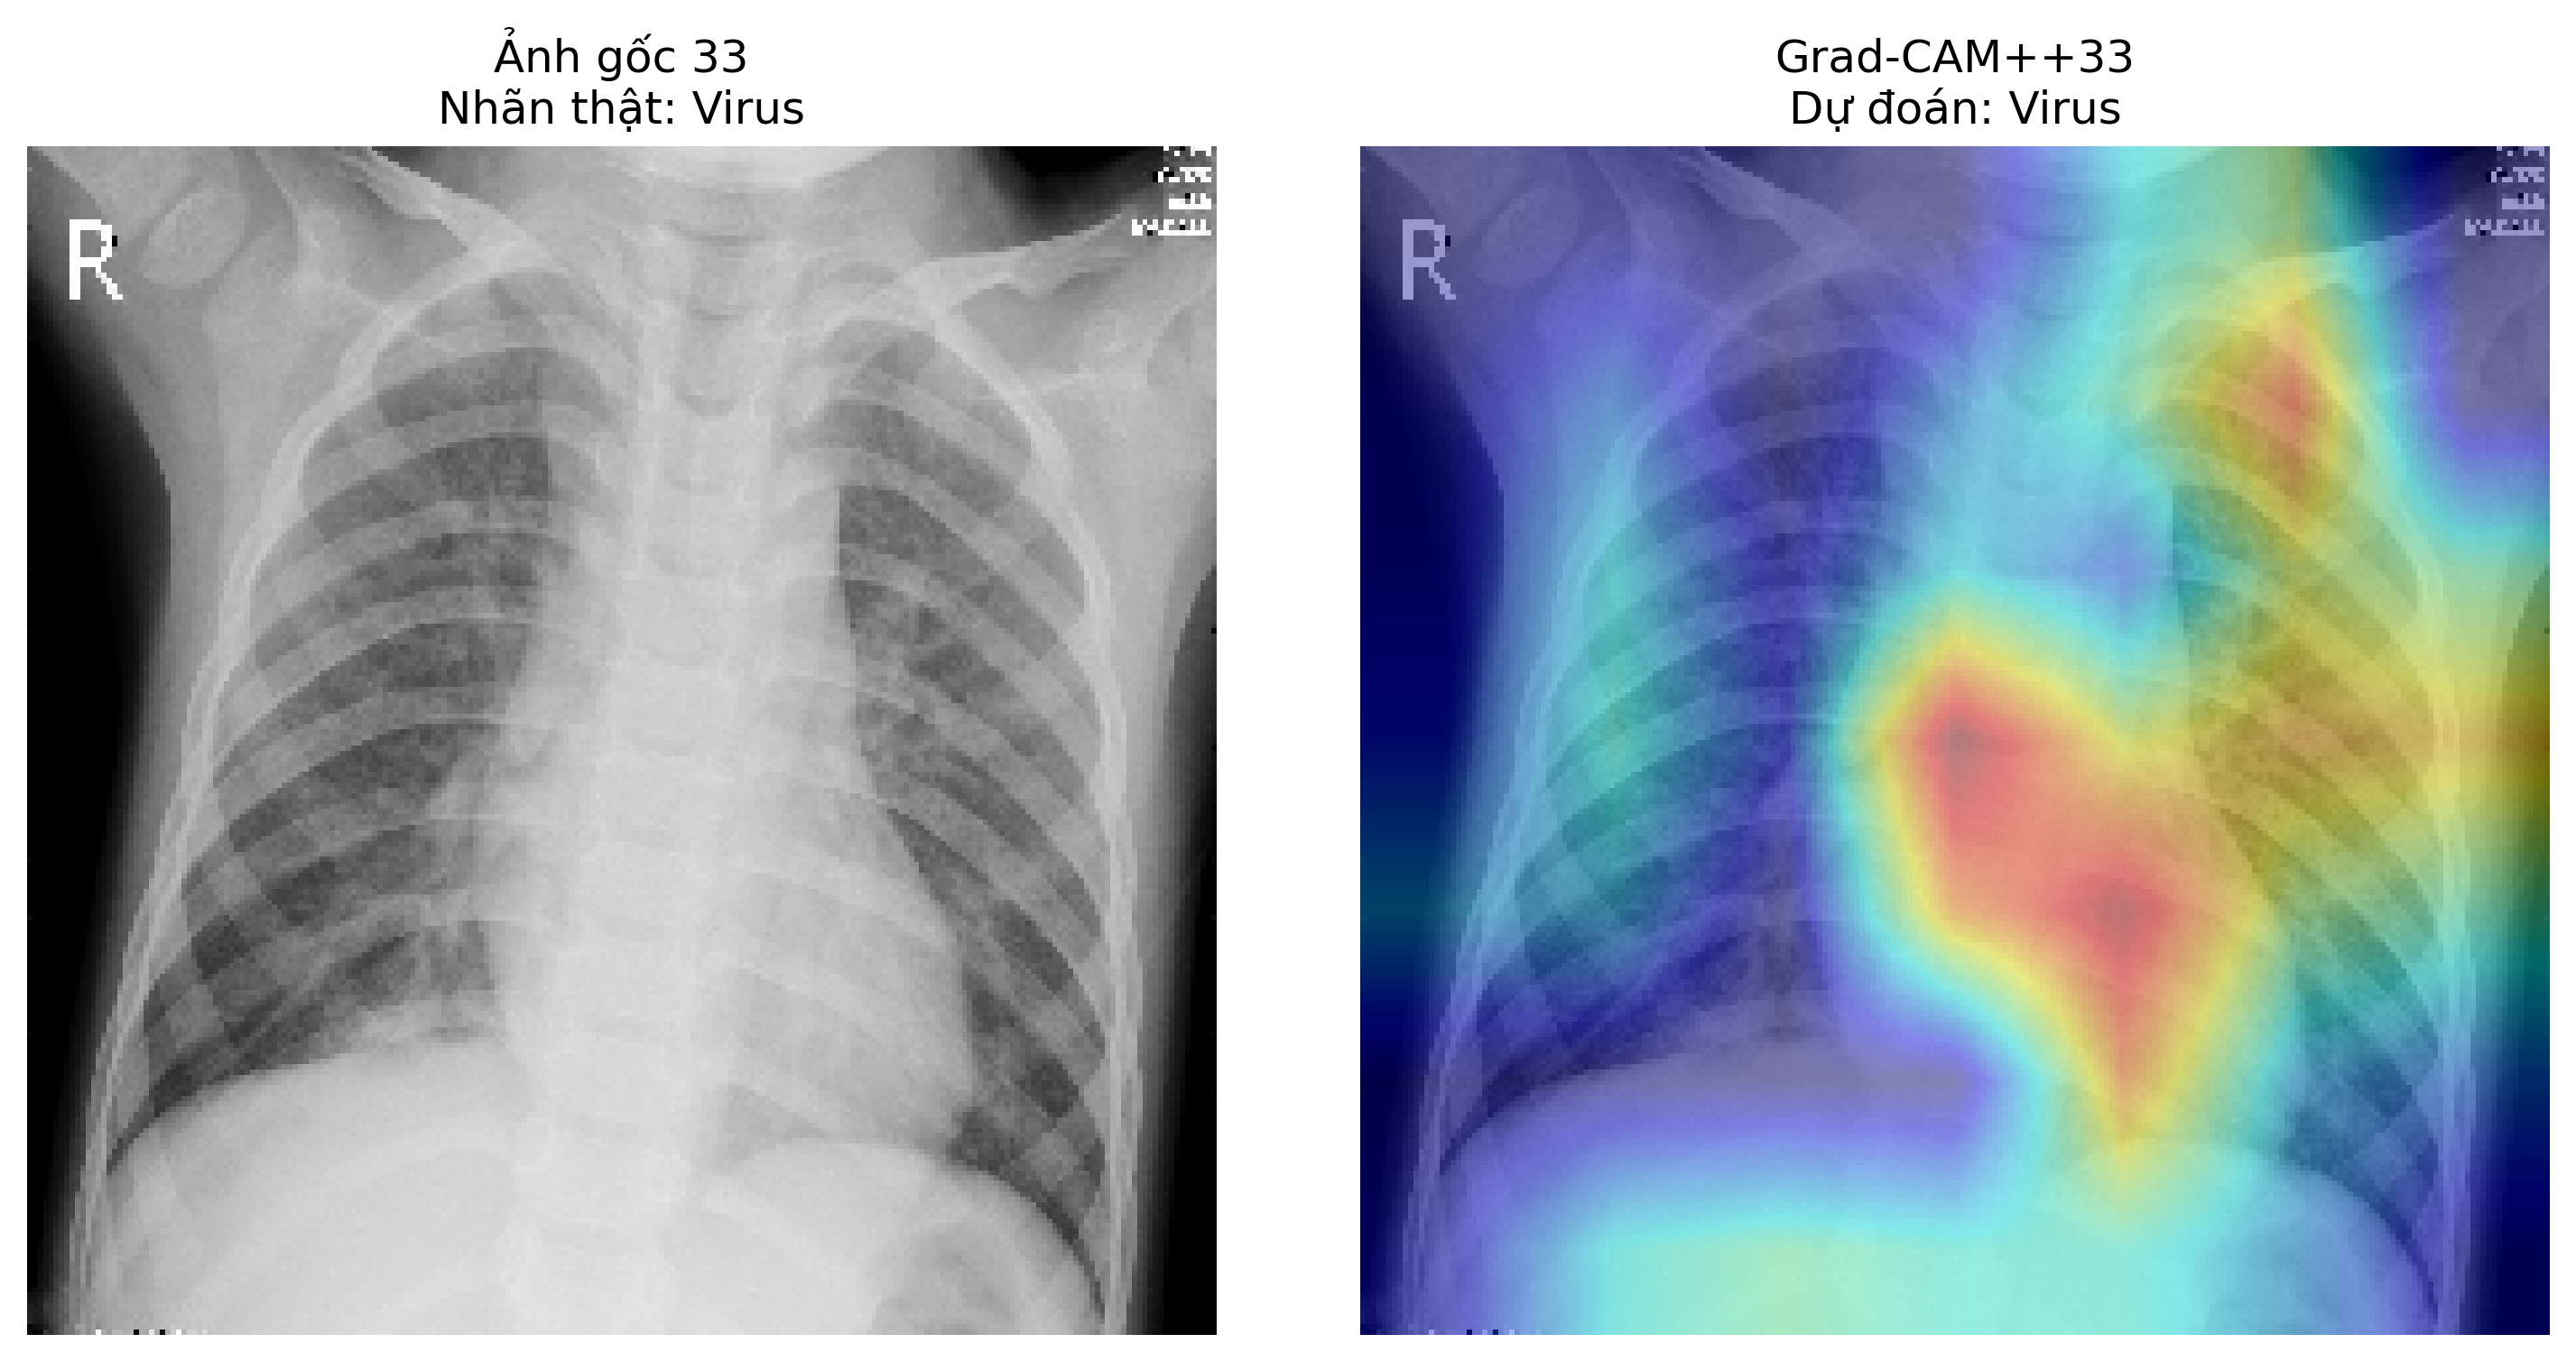 Ảnh gốc 33
Nhãn thật: Virus
R
Grad-CAM++33
Dự đoán: Virus
R